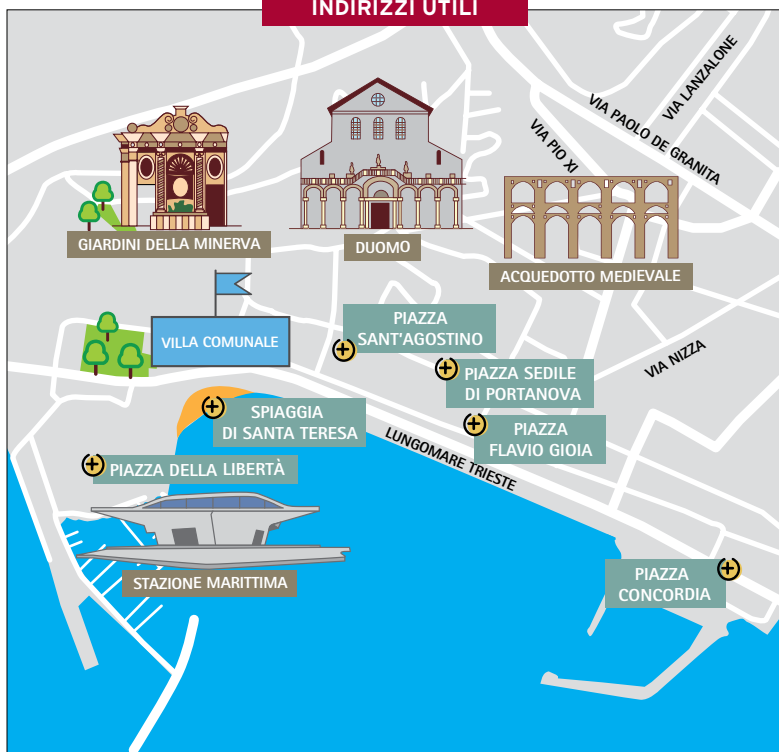 INDIRIZZI UTILI
VIA LANZALONE
VIA PAOLO DE GRANITA
VIA PIO XI
GIARDINI DELLA MINERVA
DUOMO
ACQUEDOTTO MEDIEVALE
VILLA COMUNALE
PIAZZA
SANT'AGOSTINO
PIAZZA SEDILE
DI PORTANOVA
VIA NIZZA
SPIAGGIA
DI SANTA TERESA
PIAZZA
FLAVIO GIOIA
LUNGOMARE TRIESTE
PIAZZA DELLA LIBERTÀ
STAZIONE MARITTIMA
PIAZZA
CONCORDIA